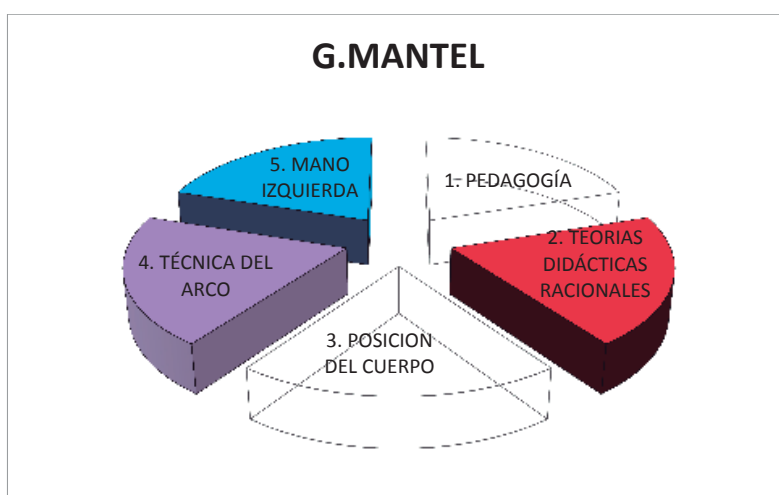 G.MANTEL
1. PEDAGOGÍA
2. TEORIAS
DIDÁCTICAS
RACIONALES
3. POSICION
DEL CUERPO
4. TÉCNICA DEL
ARCO
5. MANO
IZQUIERDA